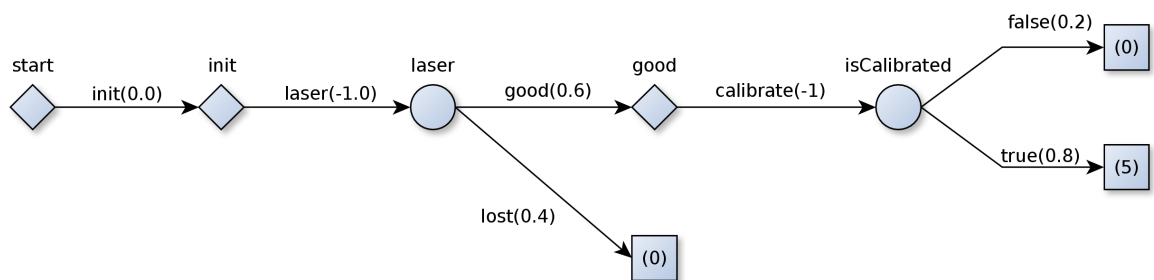 false(0.2)
(0)
start
init
laser
good
isCalibrated
init(0.0)
laser(-1.0)
good(0.6)
calibrate(-1)
true(0.8)
(5)
lost(0.4)
(0)